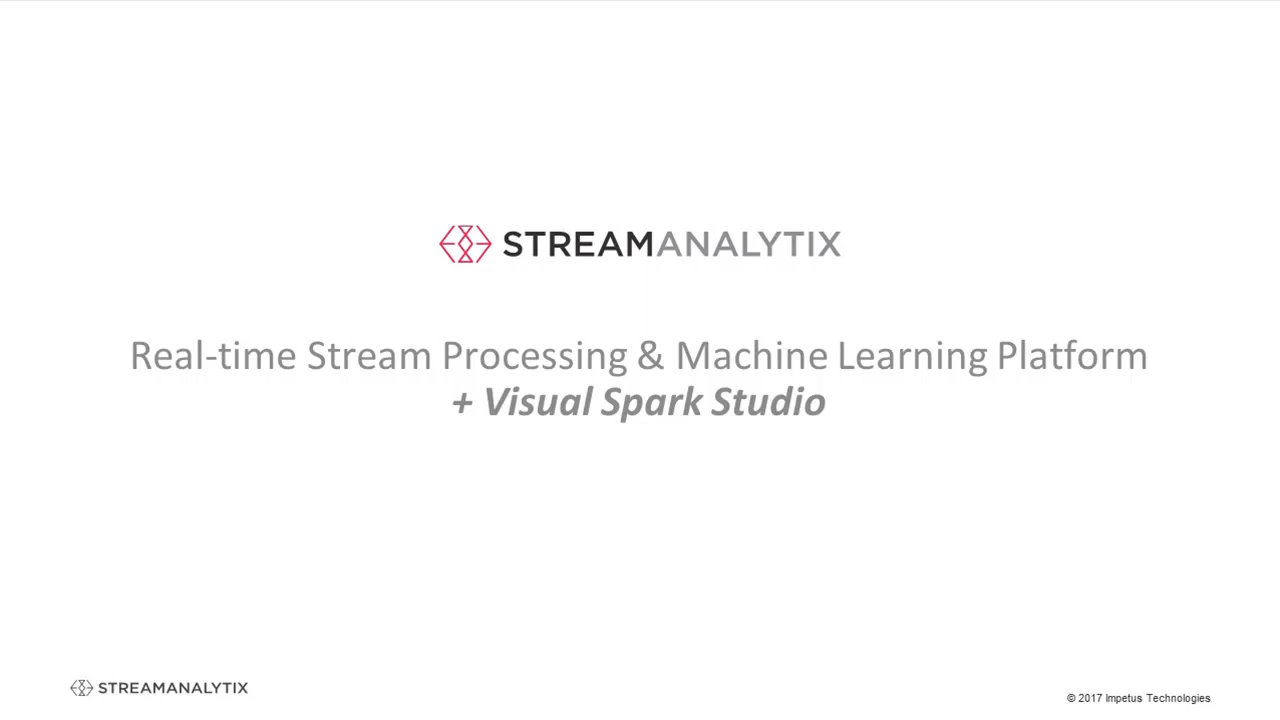 STREAMANALYTIX
Real-time Stream Processing & Machine Learning Platform
+ Visual Spark Studio
STREAMANALYTIX
© 2017 Impetus Technologies